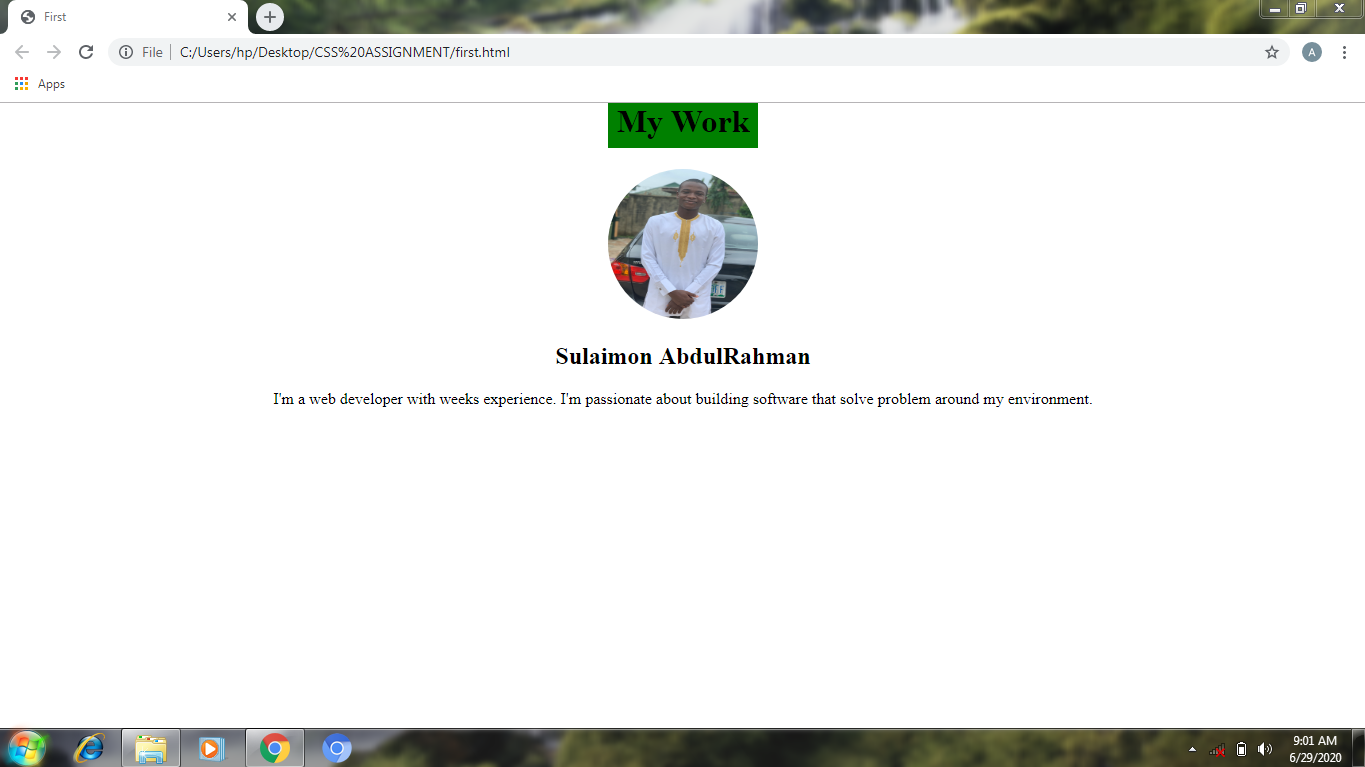 First
File
C:/Users/hp/Desktop/CSS%20ASSIGNMENT/first.html
A
Apps
My Work
Sulaimon AbdulRahman
I'm a web developer with weeks experience. I'm passionate about building software that solve problem around my environment.
9:01 AM
6/29/2020